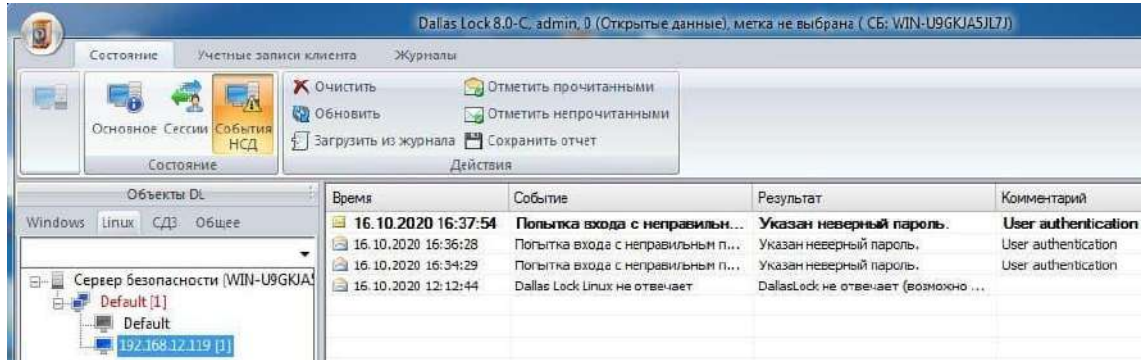 Dallas Lock 8.0-C, admin, 0 (Открытые данные), метка не выбрана ( СБ: WIN-U9GKJA5JL7J)
Состояние Учетные записи клиента Журналы
Основное Сессии События НСД
Очистить
Обновить
Загрузить из журнала
Отметить прочитанными
Отметить непрочитанными
Сохранить отчет
Состояние Действия
Объекты DL
Windows Linux СДЗ Общее
Сервер безопасности (WIN-U9GKJA5
Default [1]
Default
192.168.12.119 [1]
Время Событие Результат Комментарий
16.10.2020 16:37:54 Попытка входа с неправильн... Указан неверный пароль. User authentication
16.10.2020 16:36:28 Попытка входа с неправильным п... Указан неверный пароль. User authentication
16.10.2020 16:34:29 Попытка входа с неправильным п... Указан неверный пароль. User authentication
16.10.2020 12:12:44 Dallas Lock Linux не отвечает DallasLock не отвечает (возможно ...